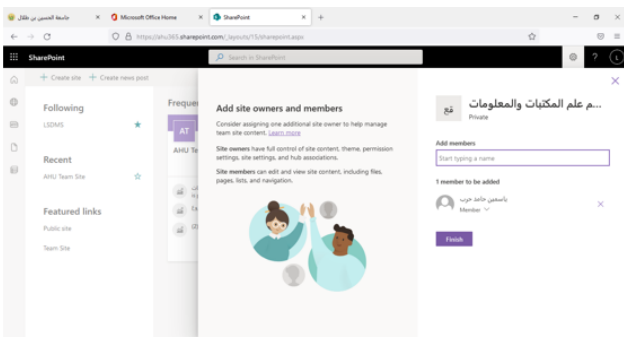 جامعة الحسين بن طلال
Microsoft Office Home
SharePoint
https://ahu365.sharepoint.com/_layouts/15/sharepoint.aspx
SharePoint
Search in SharePoint
+ Create site + Create news post
Following
LSDMS
Recent
AHU Team Site
Featured links
Public site
Team Site
Frequen
AT
AHU Te
Add site owners and members
Consider assigning one additional site owner to help manage
team site content. Learn more
Site owners have full control of site content, theme, permission
settings, site settings, and hub associations.
Site members can edit and view site content, including files,
pages, lists, and navigation.
قع
م علم المكتبات والمعلومات...
Private
Add members
Start typing a name
1 member to be added
ياسمين حامد حرب
Member
Finish